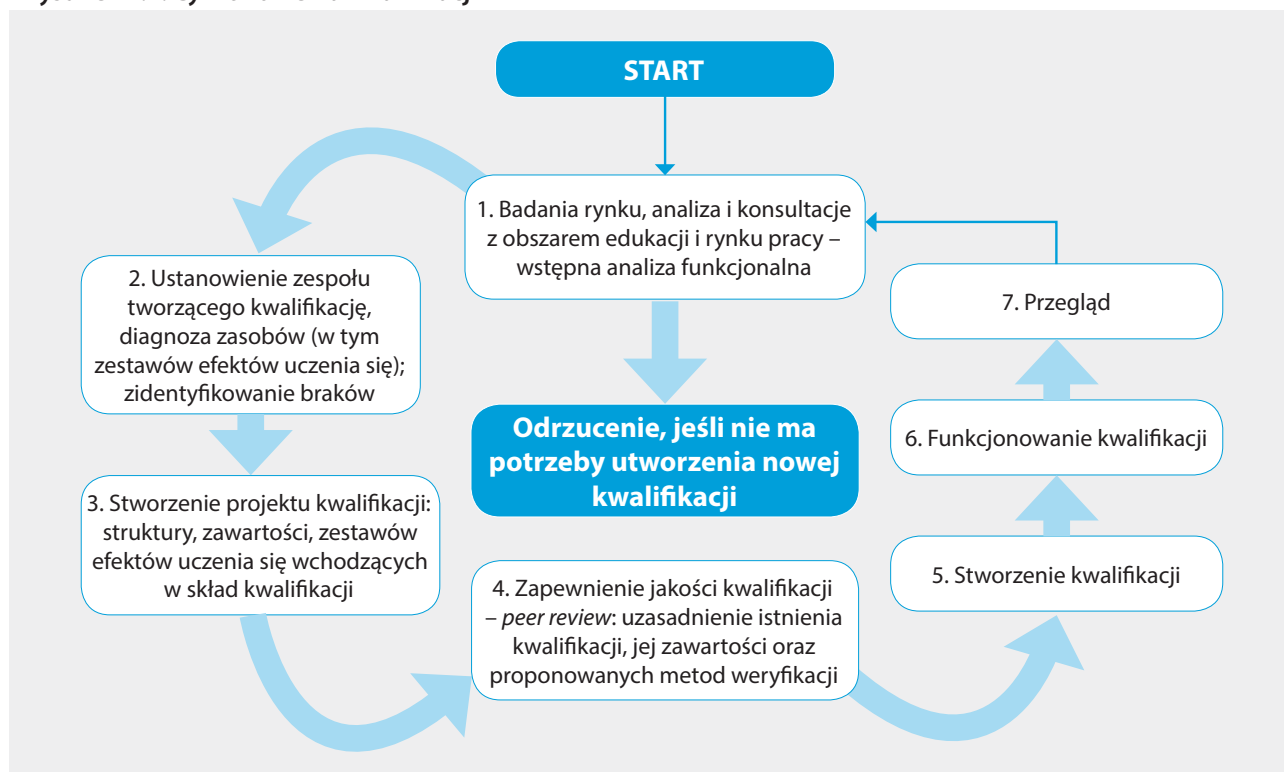 START
1. Badania rynku, analiza i konsultacje
z obszarem edukacji i rynku pracy –
wstępna analiza funkcjonalna
2. Ustanowienie zespołu
tworzącego kwalifikację,
diagnoza zasobów (w tym
zestawów efektów uczenia się);
zidentyfikowanie braków
3. Stworzenie projektu kwalifikacji:
struktury, zawartości, zestawów
efektów uczenia się wchodzących
w skład kwalifikacji
4. Zapewnienie jakości kwalifikacji
– peer review: uzasadnienie istnienia
kwalifikacji, jej zawartości oraz
proponowanych metod weryfikacji
5. Stworzenie kwalifikacji
6. Funkcjonowanie kwalifikacji
7. Przegląd
Odrzucenie, jeśli nie ma
potrzeby utworzenia nowej
kwalifikacji